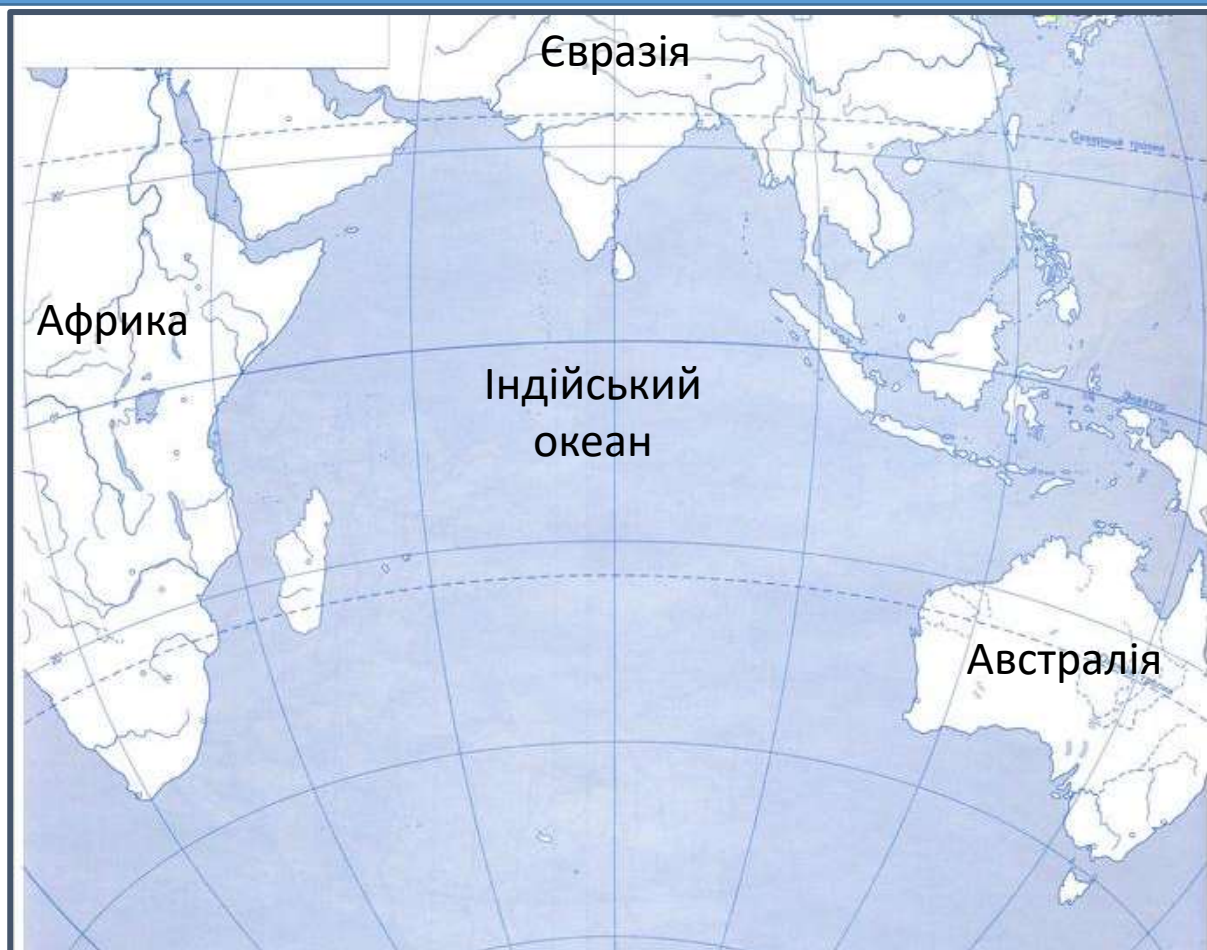 Євразія
Африка
Індійський
океан
Австралія